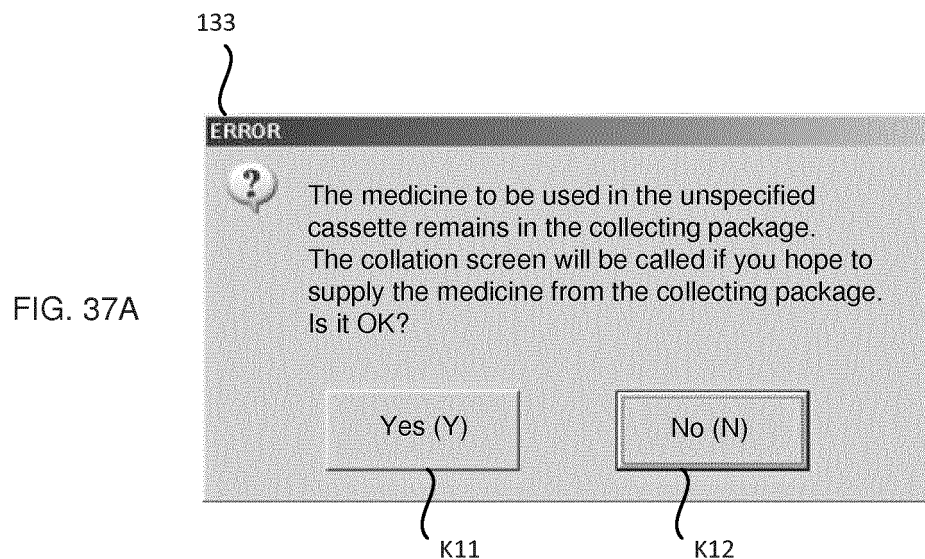 133
ERROR
?
The medicine to be used in the unspecified
cassette remains in the collecting package.
The collation screen will be called if you hope to
supply the medicine from the collecting package.
Is it OK?
FIG. 37A
Yes (Y)
No (N)
K11
K12